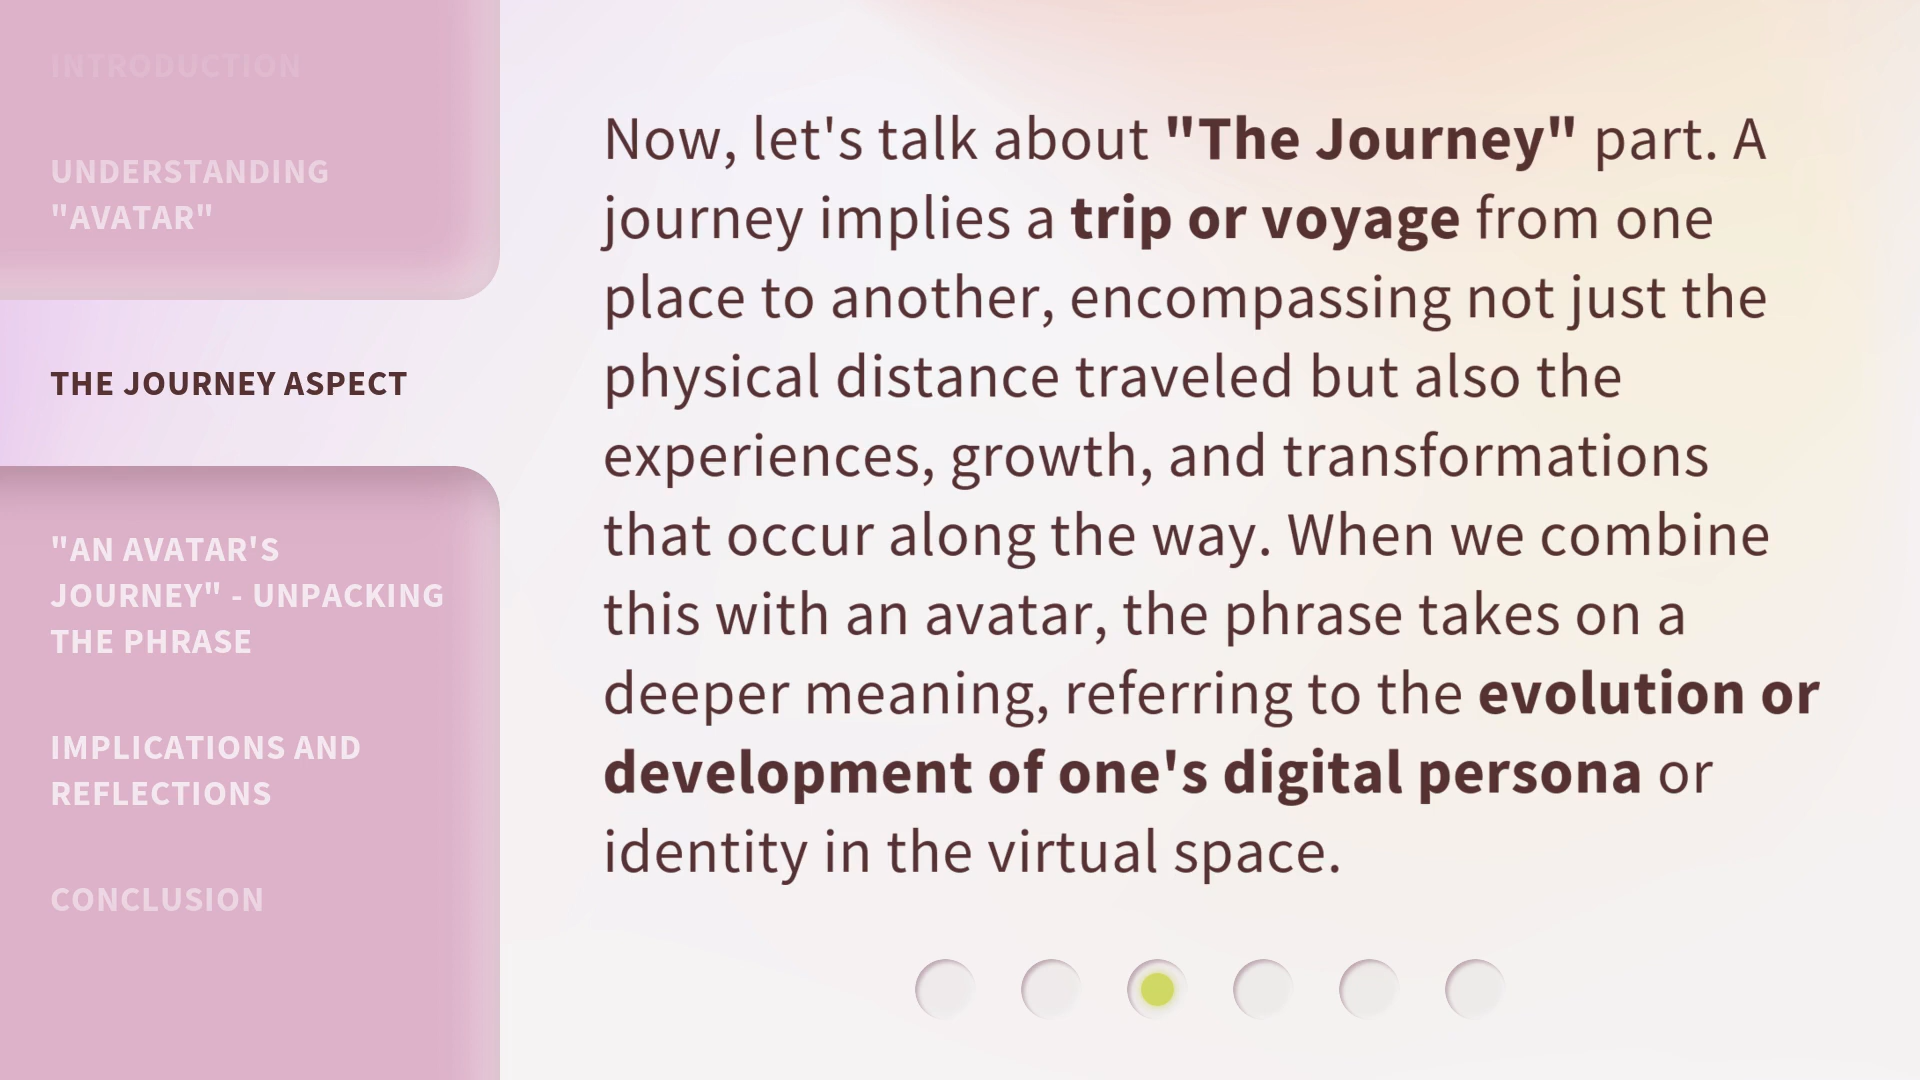 INTRODUCTION
UNDERSTANDING
"AVATAR"
THE JOURNEY ASPECT
"AN AVATAR'S
JOURNEY" - UNPACKING
THE PHRASE
IMPLICATIONS AND
REFLECTIONS
CONCLUSION
Now, let's talk about "The Journey" part. A
journey implies a trip or voyage from one
place to another, encompassing not just the
physical distance traveled but also the
experiences, growth, and transformations
that occur along the way. When we combine
this with an avatar, the phrase takes on a
deeper meaning, referring to the evolution or
development of one's digital persona or
identity in the virtual space.